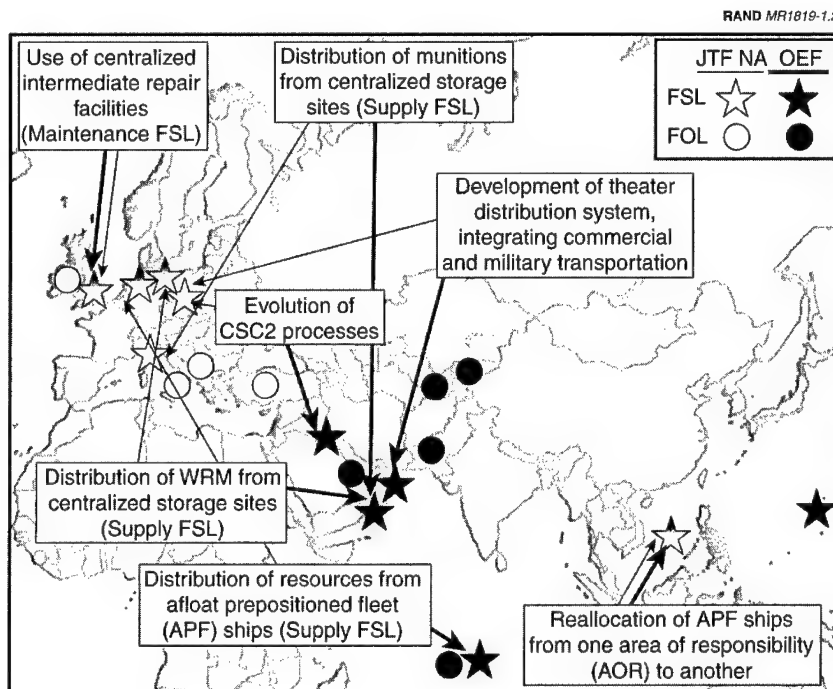 RAND MR1819-1.2
Use of centralized
intermediate repair
facilities
(Maintenance FSL)
Distribution of munitions
from centralized storage
sites (Supply FSL)
JTF NA OEF
FSL
FOL
Development of theater
distribution system,
integrating commercial
and military transportation
Evolution of
CSC2 processes
Distribution of WRM from
centralized storage sites
(Supply FSL)
Distribution of resources from
afloat prepositioned fleet
(APF) ships (Supply FSL)
Reallocation of APF ships
from one area of responsibility
(AOR) to another